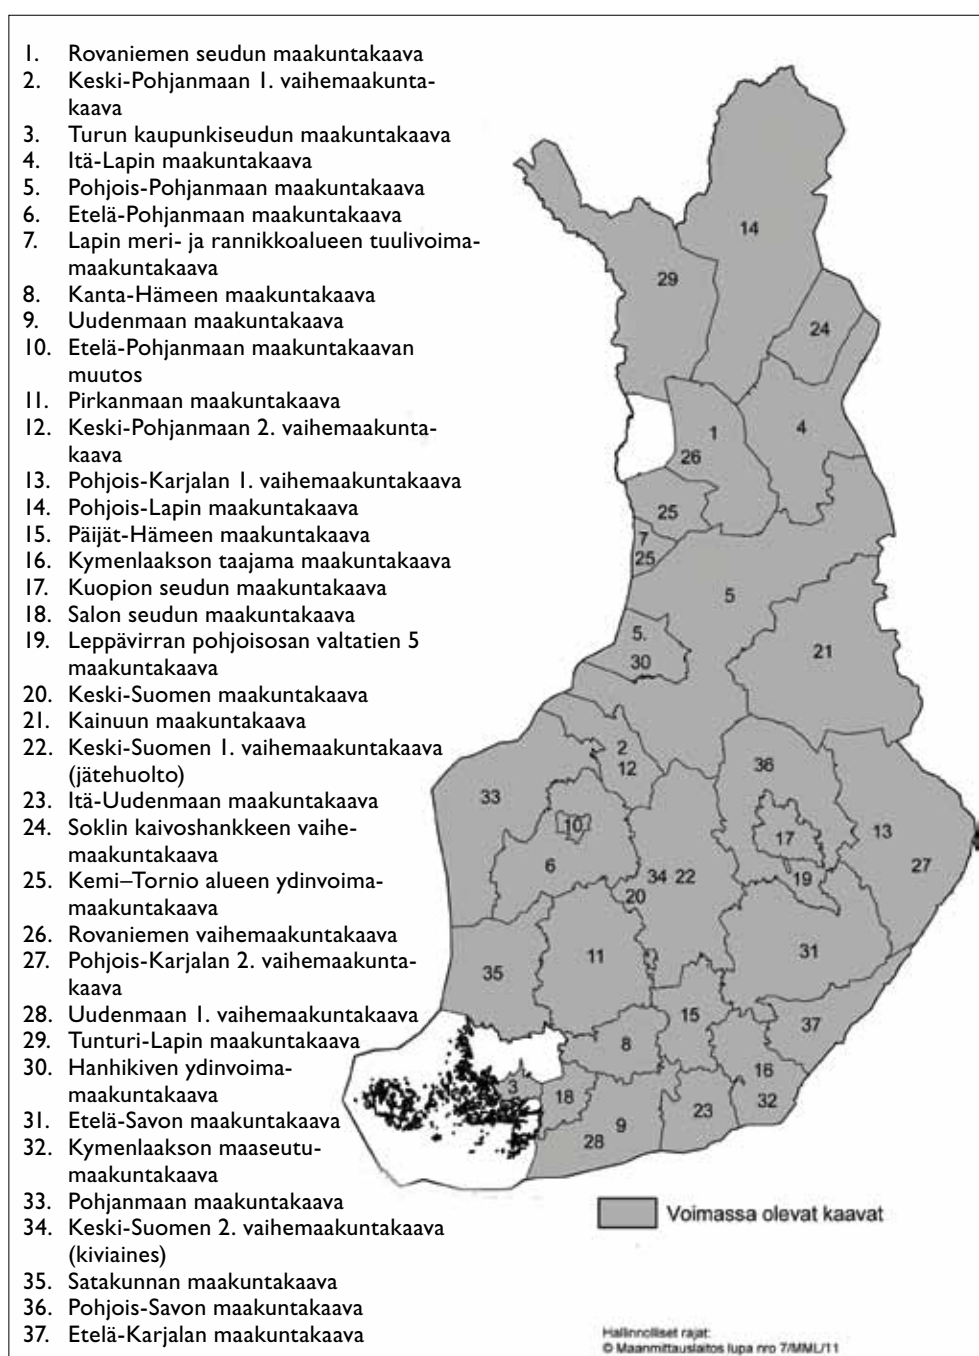 1. Rovaniemen seudun maakuntakaava
2. Keski-Pohjanmaan 1. vaihemaakunta-
kaava
3. Turun kaupunkiseudun maakuntakaava
4. Itä-Lapin maakuntakaava
5. Pohjois-Pohjanmaan maakuntakaava
6. Etelä-Pohjanmaan maakuntakaava
7. Lapin meri- ja rannikkoalueen tuulivoima-
maakuntakaava
8. Kanta-Hämeen maakuntakaava
9. Uudenmaan maakuntakaava
10. Etelä-Pohjanmaan maakuntakaavan
muutos
11. Pirkanmaan maakuntakaava
12. Keski-Pohjanmaan 2. vaihemaakunta-
kaava
13. Pohjois-Karjalan 1. vaihemaakuntakaava
14. Pohjois-Lapin maakuntakaava
15. Päijät-Hämeen maakuntakaava
16. Kymenlaakson taajama maakuntakaava
17. Kuopion seudun maakuntakaava
18. Salon seudun maakuntakaava
19. Leppävirran pohjoisosan valtatien 5
maakuntakaava
20. Keski-Suomen maakuntakaava
21. Kainuun maakuntakaava
22. Keski-Suomen 1. vaihemaakuntakaava
(jätehuolto)
23. Itä-Uudenmaan maakuntakaava
24. Soklin kaivoshankkeen vaihe-
maakuntakaava
25. Kemi–Tornio alueen ydinvoima-
maakuntakaava
26. Rovaniemen vaihemaakuntakaava
27. Pohjois-Karjalan 2. vaihemaakunta-
kaava
28. Uudenmaan 1. vaihemaakuntakaava
29. Tunturi-Lapin maakuntakaava
30. Hanhikiven ydinvoima-
maakuntakaava
31. Etelä-Savon maakuntakaava
32. Kymenlaakson maaseutu-
maakuntakaava
33. Pohjanmaan maakuntakaava
34. Keski-Suomen 2. vaihemaakuntakaava
(kiviaines)
35. Satakunnan maakuntakaava
36. Pohjois-Savon maakuntakaava
37. Etelä-Karjalan maakuntakaava
14
29
24
1
4
26
25
7
25
5
5.
30
21
2
12
36
33
10
17
13
6
34 22
19
27
20
11
31
35
15
37
8
16
3
18
32
23
9
28
Voimassa olevat kaavat
Hallinnolliset rajat:
© Maanmittauslaitos lupa nro 7/MML/11